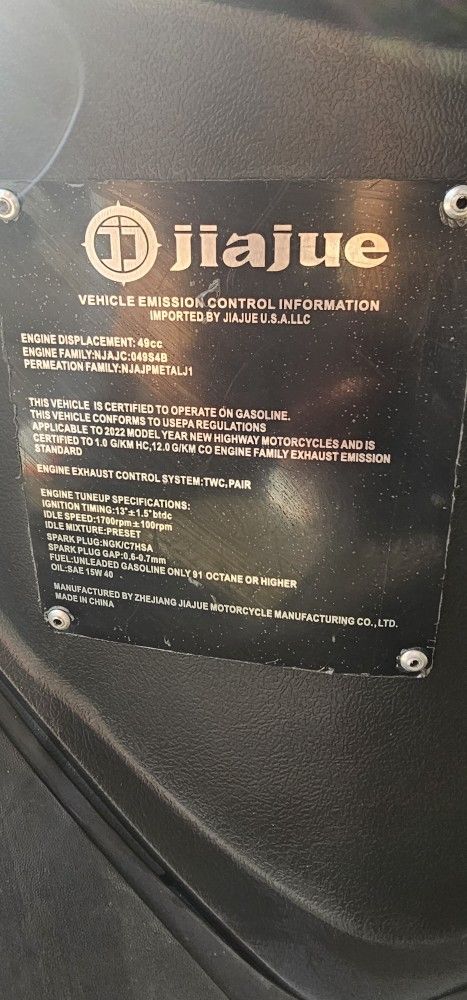 JJ jiajue
VEHICLE EMISSION CONTROL INFORMATION
IMPORTED BY JIAJUE U.S.A.LLC
ENGINE DISPLACEMENT: 49cc
ENGINE FAMILY:NJAJC:049S4B
PERMEATION FAMILY:NJAJPMETALJ1
THIS VEHICLE IS CERTIFIED TO OPERATE ON GASOLINE.
THIS VEHICLE CONFORMS TO USEPA REGULATIONS
APPLICABLE TO 2022 MODEL YEAR NEW HIGHWAY MOTORCYCLES AND IS
CERTIFIED TO 1.0 G/KM HC,12.0 G/KM CO ENGINE FAMILY EXHAUST EMISSION
STANDARD
ENGINE EXHAUST CONTROL SYSTEM:TWC,PAIR
ENGINE TUNEUP SPECIFICATIONS:
IGNITION TIMING:13°±1.5°btdc
IDLE SPEED:1700rpm±100rpm
IDLE MIXTURE:PRESET
SPARK PLUG:NGK/C7HSA
SPARK PLUG GAP:0.6-0.7mm
FUEL:UNLEADED GASOLINE ONLY 91 OCTANE OR HIGHER
OIL:SAE 15W 40
MANUFACTURED BY ZHEJIANG JIAJUE MOTORCYCLE MANUFACTURING CO., LTD.
MADE IN CHINA